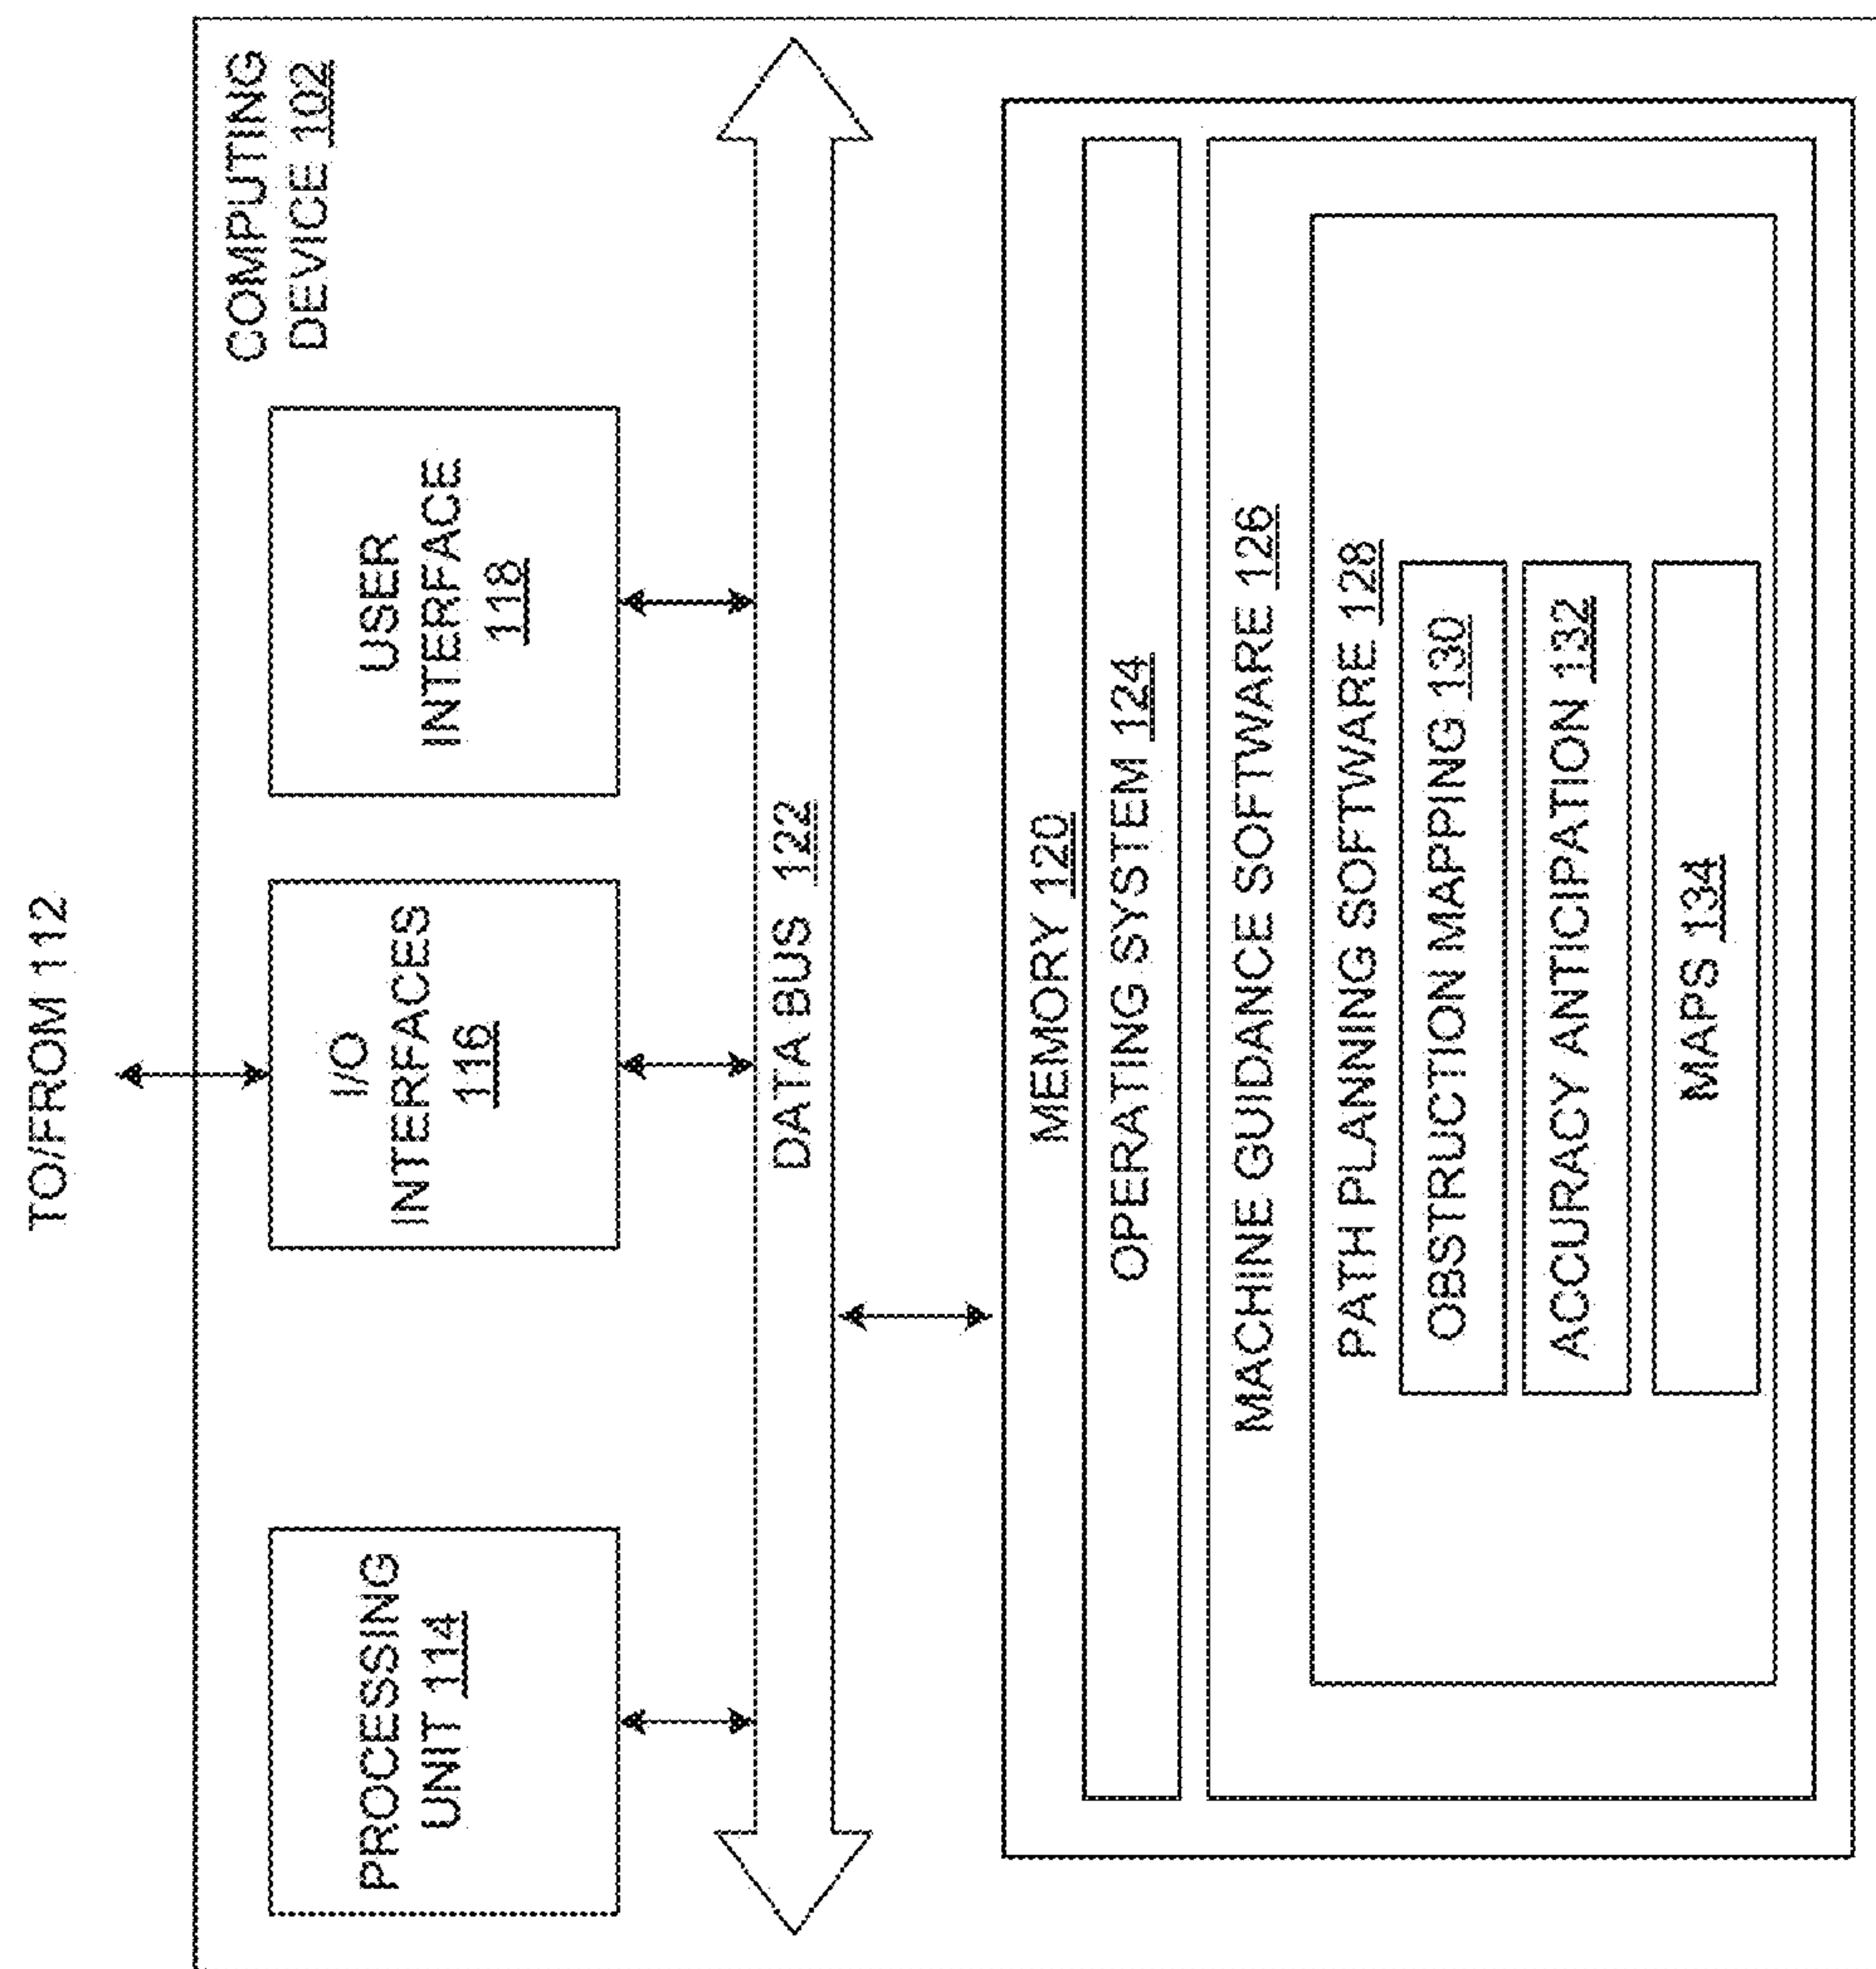 TO/FROM 112
COMPUTING
DEVICE 102
PROCESSING
UNIT 114
I/O
INTERFACES
116
USER
INTERFACE
118
DATA BUS 122
MEMORY 120
OPERATING SYSTEM 124
MACHINE GUIDANCE SOFTWARE 126
PATH PLANNING SOFTWARE 128
OBSTRUCTION MAPPING 130
ACCURACY ANTICIPATION 132
MAPS 134